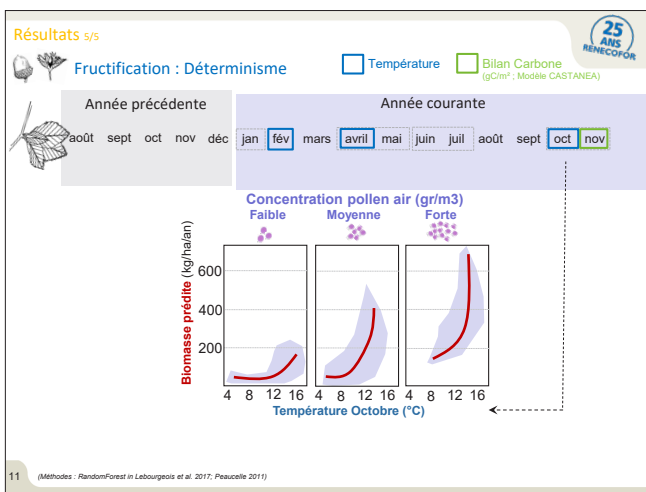 Résultats 5/5
25
ANS
RENECOFOR
Fructification : Déterminisme
Température
Bilan Carbone
(gC/m² ; Modèle CASTANEA)
Année précédente
Année courante
août sept oct nov déc jan fév mars avril mai juin juil août sept oct nov
Concentration pollen air (gr/m3)
Faible Moyenne Forte
Biomasse prédite (kg/ha/an)
600
400
200
4 8 12 16 4 8 12 16 4 8 12 16
Température Octobre (°C)
11 (Méthodes : RandomForest in Lebourgeois et al. 2017; Peaucelle 2011)